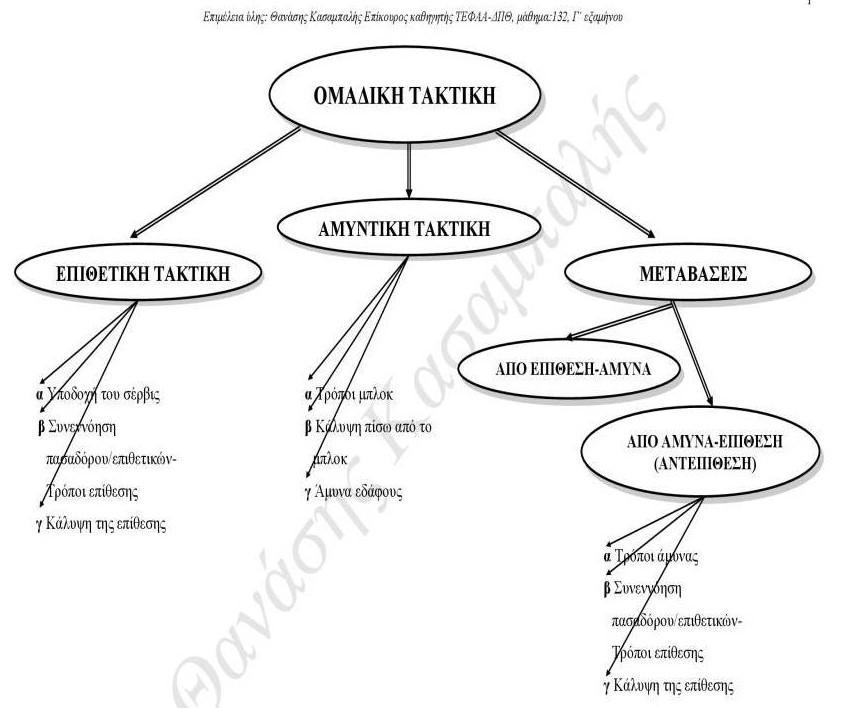 Επιμέλεια ύλης: Θανάσης Κασαμπαλής Επίκουρος καθηγητής ΤΕΦΑΑ-ΔΠΘ, μάθημα:132, Γ΄ εξαμήνου
ΟΜΑΔΙΚΗ ΤΑΚΤΙΚΗ
ΕΠΙΘΕΤΙΚΗ ΤΑΚΤΙΚΗ
α Υποδοχή του σέρβις
β Συνεννόηση
πασαδόρου/επιθετικών-
Τρόποι επίθεσης
γ Κάλυψη της επίθεσης
ΑΜΥΝΤΙΚΗ ΤΑΚΤΙΚΗ
α Τρόποι μπλοκ
β Κάλυψη πίσω από το
μπλοκ
γ Άμυνα εδάφους
ΜΕΤΑΒΑΣΕΙΣ
ΑΠΟ ΕΠΙΘΕΣΗ-ΑΜΥΝΑ
ΑΠΟ ΑΜΥΝΑ-ΕΠΙΘΕΣΗ
(ΑΝΤΕΠΙΘΕΣΗ)
α Τρόποι άμυνας
β Συνεννόηση
πασαδόρου/επιθετικών-
Τρόποι επίθεσης
γ Κάλυψη της επίθεσης
Θανάσης Κασαμπαλής